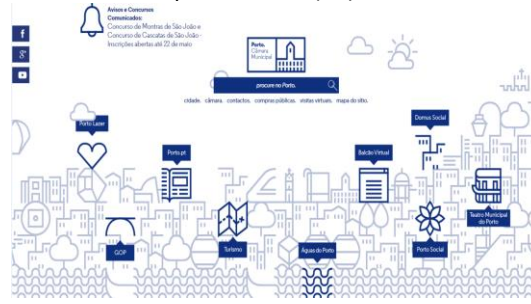 Avisos e Concursos
Comunicados:
Concurso de Montras de São João e
Concurso de Cascatas de São João -
Inscrições abertas até 22 de maio
f
g+
Porto.
Câmara
Municipal
procure no Porto.
cidade. câmara. contactos. compras públicas. visitas virtuais. mapa do sítio.
Porto Lazer
Domus Social
Porto.pt
Balcão Virtual
Teatro Municipal
do Porto
GOP
Turismo
Águas do Porto
Porto Social